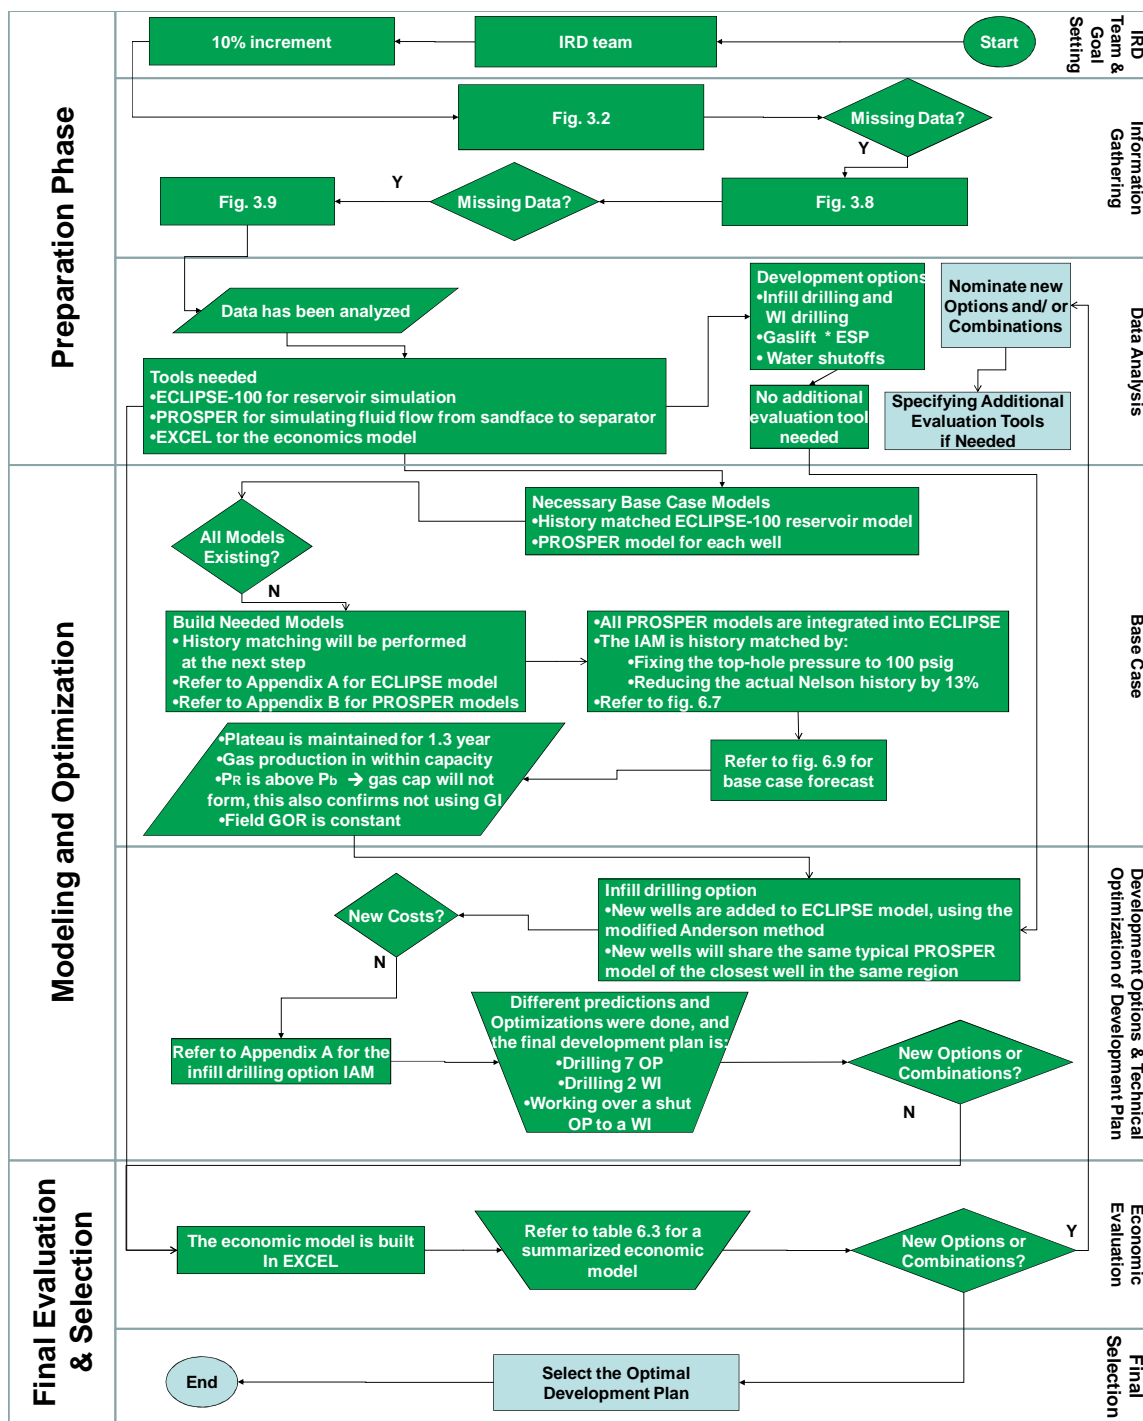 Preparation Phase
IRD
Team &
Goal
Setting
Start
IRD team
10% increment
Information
Gathering
Fig. 3.2
Missing Data?
Y
Fig. 3.8
Missing Data?
Y
Fig. 3.9
Data Analysis
Data has been analyzed
Tools needed
•ECLIPSE-100 for reservoir simulation
•PROSPER for simulating fluid flow from sandface to separator
•EXCEL tor the economics model
Development options
•Infill drilling and
WI drilling
•Gaslift * ESP
• Water shutoffs
No additional
evaluation tool
needed
Nominate new
Options and/ or
Combinations
Specifying Additional
Evaluation Tools
if Needed
Modeling and Optimization
Base Case
Necessary Base Case Models
•History matched ECLIPSE-100 reservoir model
•PROSPER model for each well
All Models
Existing?
N
Build Needed Models
• History matching will be performed
at the next step
•Refer to Appendix A for ECLIPSE model
•Refer to Appendix B for PROSPER models
•All PROSPER models are integrated into ECLIPSE
•The IAM is history matched by:
•Fixing the top-hole pressure to 100 psig
•Reducing the actual Nelson history by 13%
•Refer to fig. 6.7
Refer to fig. 6.9 for
base case forecast
•Plateau is maintained for 1.3 year
•Gas production in within capacity
•PR is above Pb → gas cap will not
form, this also confirms not using GI
•Field GOR is constant
Development Options & Technical
Optimization of Development Plan
Infill drilling option
•New wells are added to ECLIPSE model, using the
modified Anderson method
•New wells will share the same typical PROSPER
model of the closest well in the same region
New Costs?
N
Refer to Appendix A for the
infill drilling option IAM
Different predictions and
Optimizations were done, and
the final development plan is:
•Drilling 7 OP
•Drilling 2 WI
•Working over a shut
OP to a WI
New Options or
Combinations?
N
Final Evaluation
& Selection
Economic
Evaluation
The economic model is built
In EXCEL
Refer to table 6.3 for a
summarized economic
model
New Options or
Combinations?
Y
Final
Selection
Select the Optimal
Development Plan
End